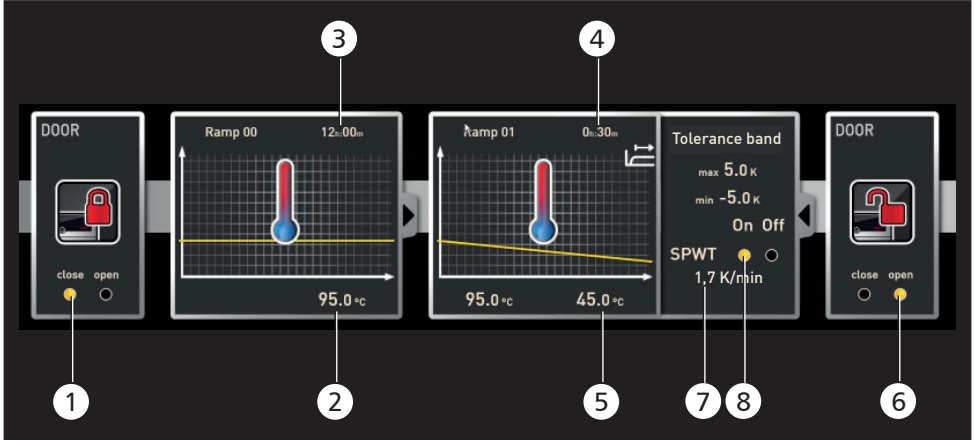 3
4
DOOR
close open
Ramp 00 12h:00m
95.0 °C
Ramp 01 0h:30m
95.0 °C 45.0 °C
Tolerance band
max 5.0 K
min -5.0 K
On Off
SPWT
1,7 K/min
DOOR
close open
1
2
5
7
8
6